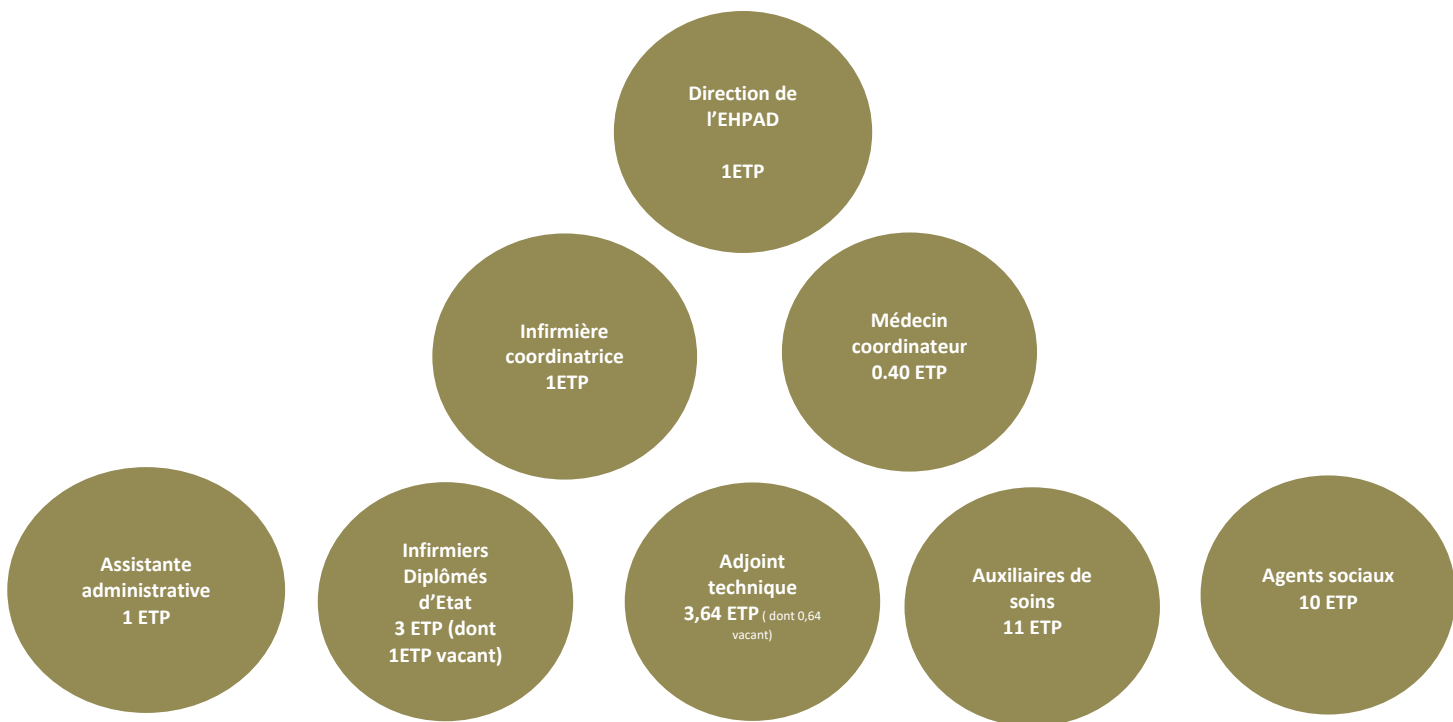 Direction de
l’EHPAD
1ETP
Infirmière
coordinatrice
1ETP
Médecin
coordinateur
0.40 ETP
Assistante
administrative
1 ETP
Infirmiers
Diplômés
d’Etat
3 ETP (dont
1ETP vacant)
Adjoint
technique
3,64 ETP ( dont 0,64
vacant)
Auxiliaires de
soins
11 ETP
Agents sociaux
10 ETP